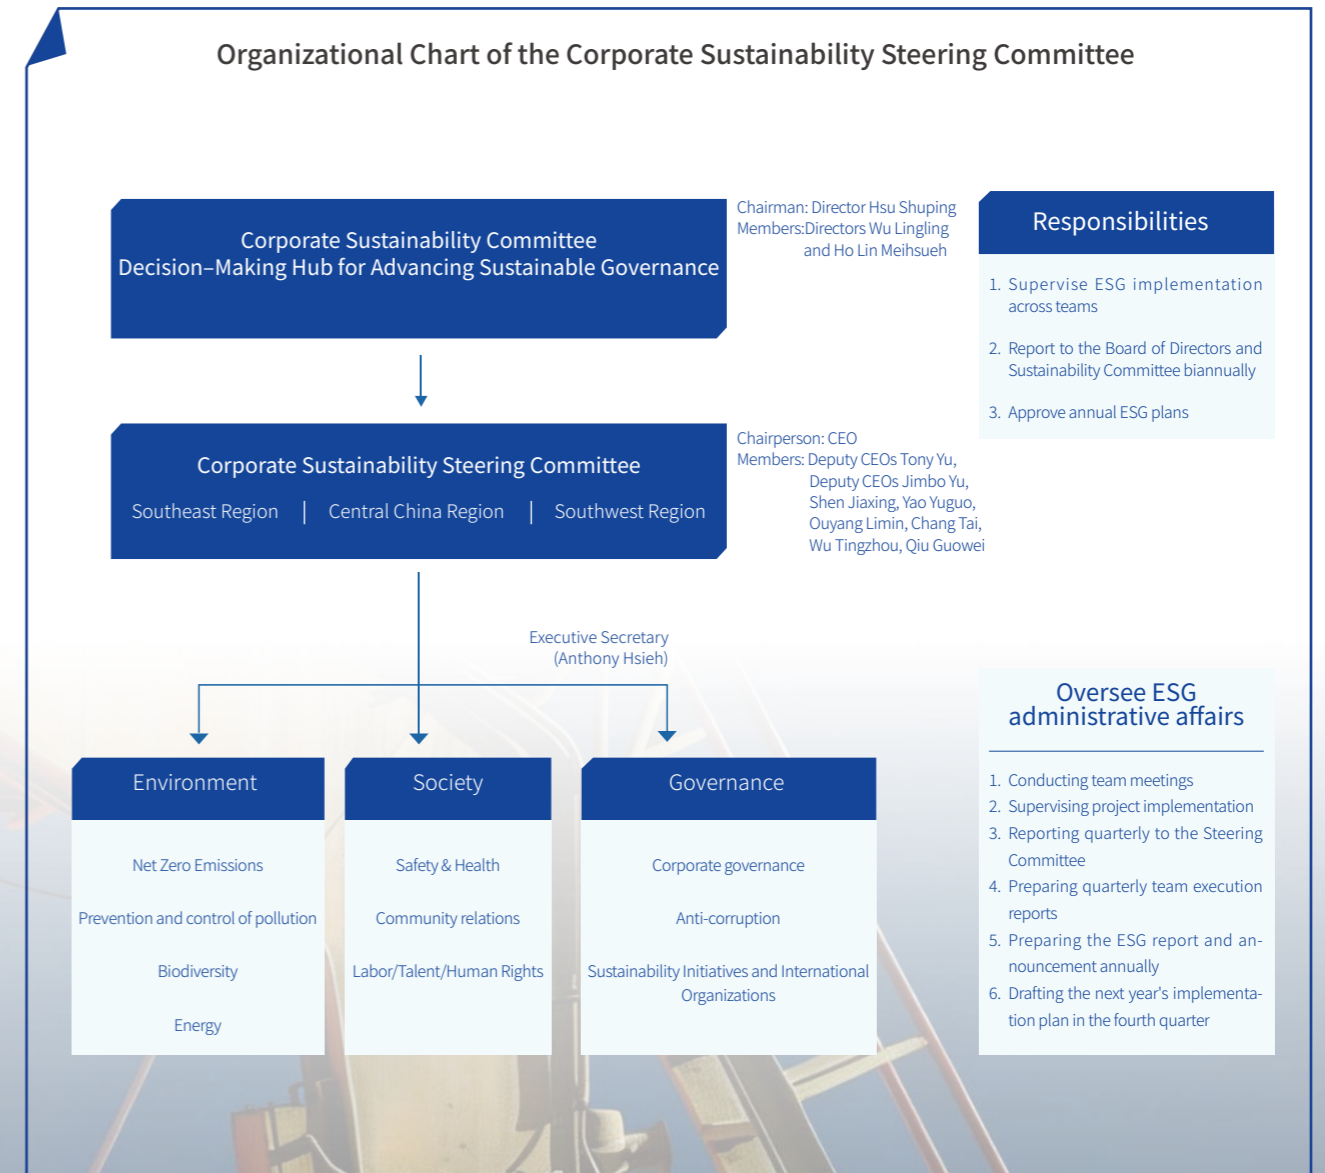 Organizational Chart of the Corporate Sustainability Steering Committee
Corporate Sustainability Committee
Decision–Making Hub for Advancing Sustainable Governance
Chairman: Director Hsu Shuping
Members:Directors Wu Lingling
and Ho Lin Meihsueh
Responsibilities
1. Supervise ESG implementation
across teams
2. Report to the Board of Directors and
Sustainability Committee biannually
3. Approve annual ESG plans
Corporate Sustainability Steering Committee
Southeast Region | Central China Region | Southwest Region
Chairperson: CEO
Members: Deputy CEOs Tony Yu,
Deputy CEOs Jimbo Yu,
Shen Jiaxing, Yao Yuguo,
Ouyang Limin, Chang Tai,
Wu Tingzhou, Qiu Guowei
Executive Secretary
(Anthony Hsieh)
Environment
Net Zero Emissions
Prevention and control of pollution
Biodiversity
Energy
Society
Safety & Health
Community relations
Labor/Talent/Human Rights
Governance
Corporate governance
Anti-corruption
Sustainability Initiatives and International
Organizations
Oversee ESG
administrative affairs
1. Conducting team meetings
2. Supervising project implementation
3. Reporting quarterly to the Steering
Committee
4. Preparing quarterly team execution
reports
5. Preparing the ESG report and an-
nouncement annually
6. Drafting the next year's implementa-
tion plan in the fourth quarter